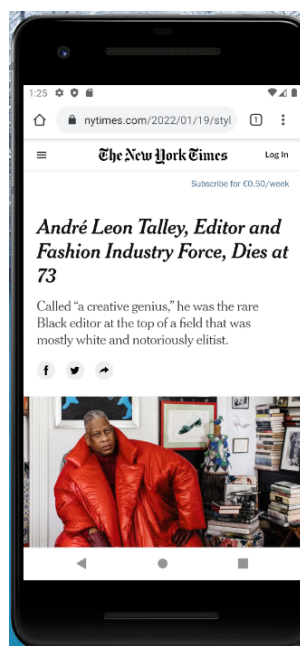 1:25
nytimes.com/2022/01/19/styl
1
The New York Times
Log In
Subscribe for €0.50/week
André Leon Talley, Editor and
Fashion Industry Force, Dies at
73
Called “a creative genius,” he was the rare
Black editor at the top of a field that was
mostly white and notoriously elitist.